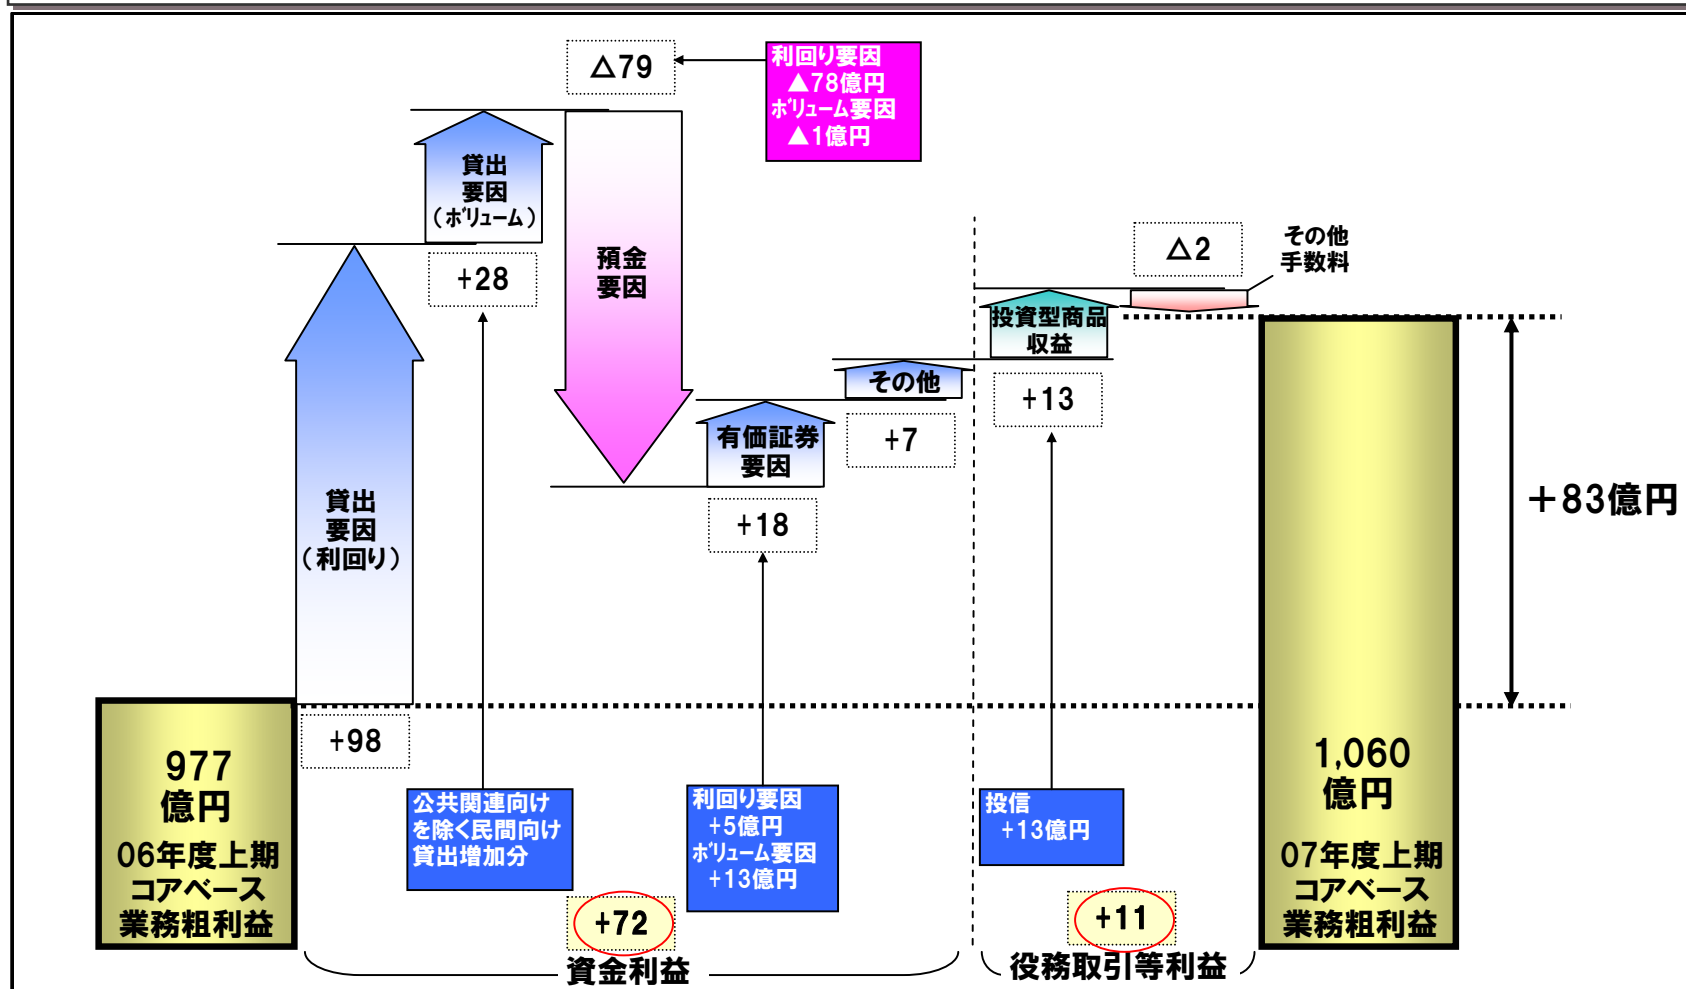 △79
利回り要因
▲78億円
ボリューム要因
▲1億円
貸出
要因
（ボリューム）
+28
預金
要因
△2
その他
手数料
投資型商品
収益
+13
その他
+7
有価証券
要因
+18
貸出
要因
（利回り）
+98
＋83億円
977
億円
06年度上期
コアベース
業務粗利益
公共関連向け
を除く民間向け
貸出増加分
利回り要因
+5億円
ボリューム要因
+13億円
投信
+13億円
1,060
億円
07年度上期
コアベース
業務粗利益
+72
資金利益
+11
役務取引等利益